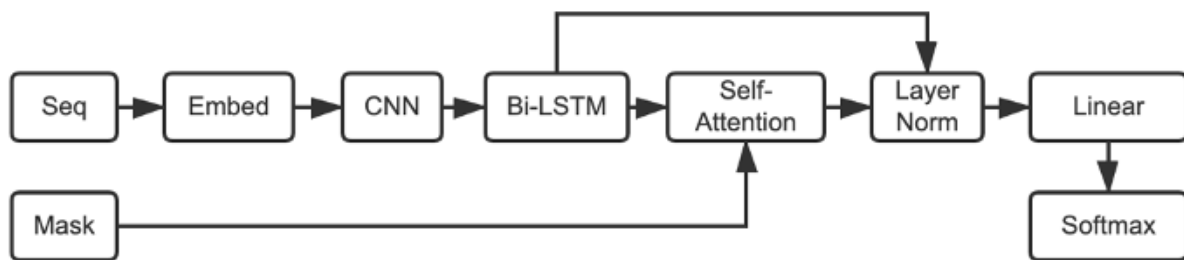 Seq
Embed
CNN
Bi-LSTM
Self-
Attention
Layer
Norm
Linear
Mask
Softmax